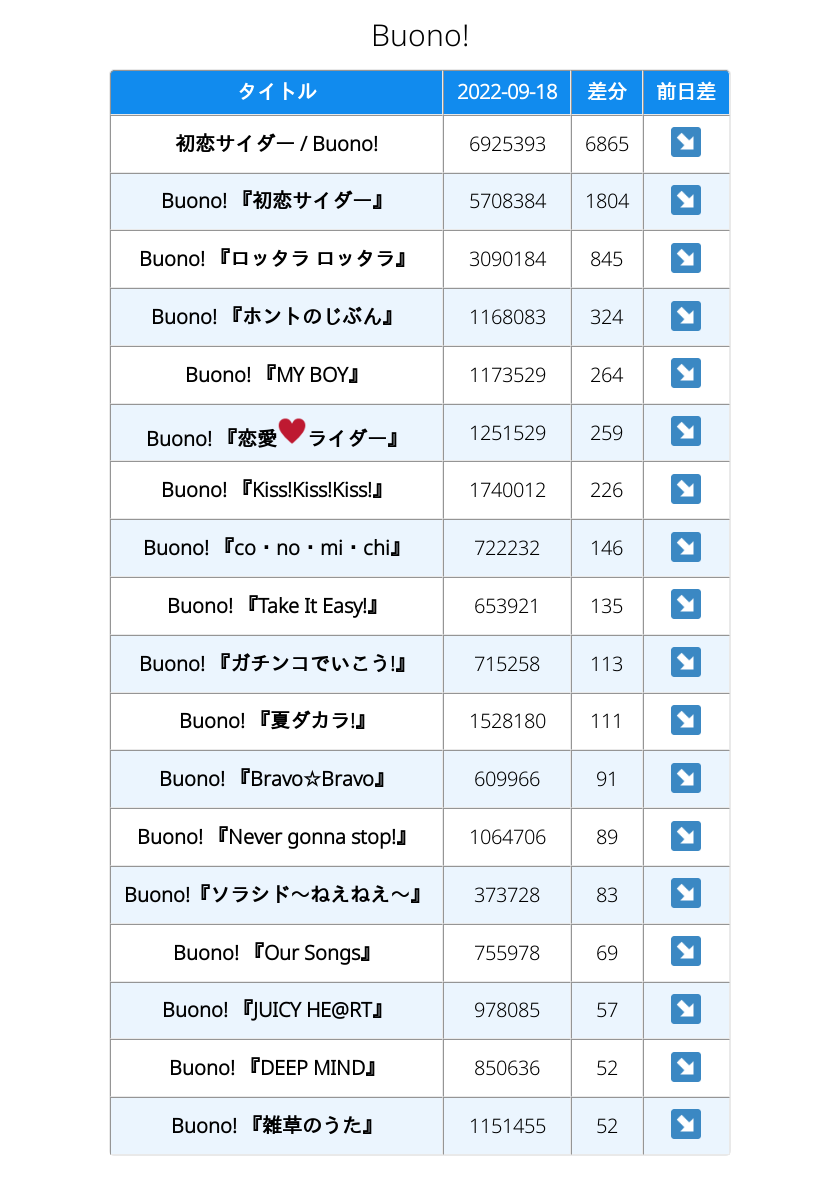 Buono!
タイトル 2022-09-18 差分 前日差
初恋サイダー / Buono! 6925393 6865 ↘
Buono! 『初恋サイダー』 5708384 1804 ↘
Buono! 『ロッタラ ロッタラ』 3090184 845 ↘
Buono! 『ホントのじぶん』 1168083 324 ↘
Buono! 『MY BOY』 1173529 264 ↘
Buono! 『恋愛♥ライダー』 1251529 259 ↘
Buono! 『Kiss!Kiss!Kiss!』 1740012 226 ↘
Buono! 『co・no・mi・chi』 722232 146 ↘
Buono! 『Take It Easy!』 653921 135 ↘
Buono! 『ガチンコでいこう!』 715258 113 ↘
Buono! 『夏ダカラ!』 1528180 111 ↘
Buono! 『Bravo☆Bravo』 609966 91 ↘
Buono! 『Never gonna stop!』 1064706 89 ↘
Buono!『ソラシド〜ねえねえ〜』 373728 83 ↘
Buono! 『Our Songs』 755978 69 ↘
Buono! 『JUICY HE@RT』 978085 57 ↘
Buono! 『DEEP MIND』 850636 52 ↘
Buono! 『雑草のうた』 1151455 52 ↘